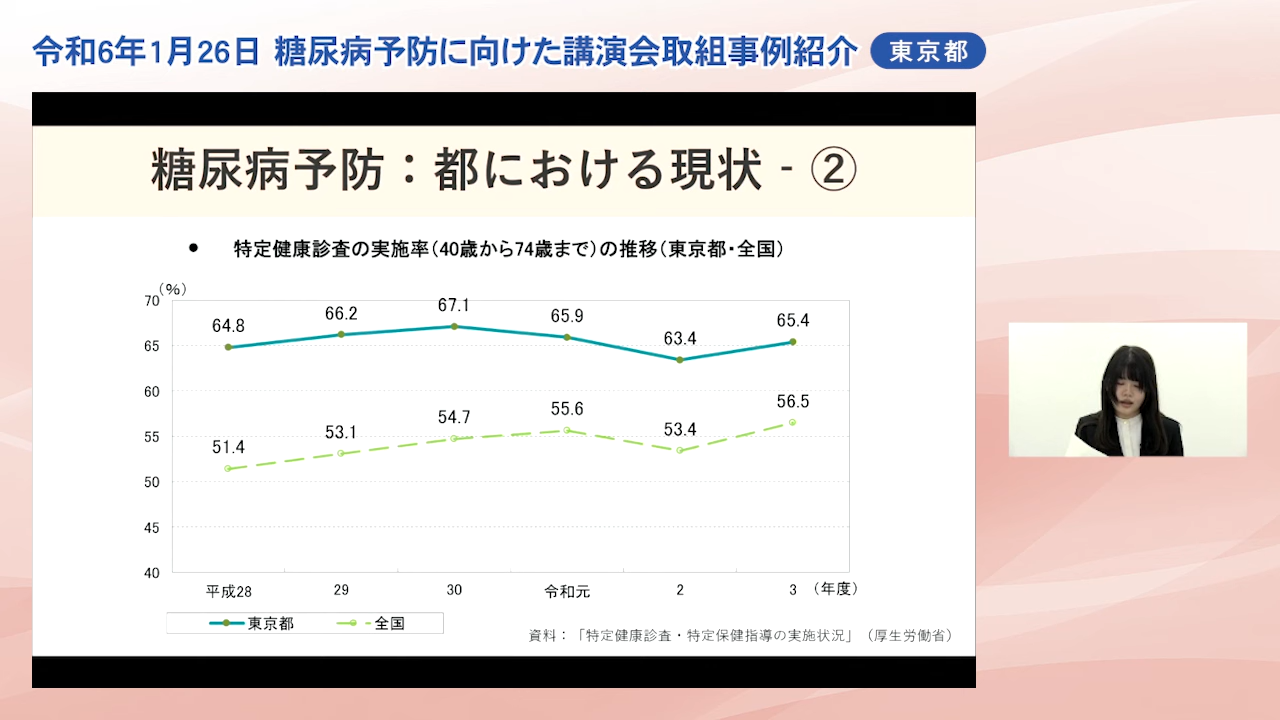 令和6年1月26日 糖尿病予防に向けた講演会取組事例紹介 東京都
糖尿病予防：都における現状 - ②
● 特定健康診査の実施率（40歳から74歳まで）の推移（東京都・全国）
（％）
70
65
60
55
50
45
40
64.8 66.2 67.1 65.9 63.4 65.4
51.4 53.1 54.7 55.6 53.4 56.5
平成28 29 30 令和元 2 3 （年度）
東京都 全国
資料：「特定健康診査・特定保健指導の実施状況」（厚生労働省）